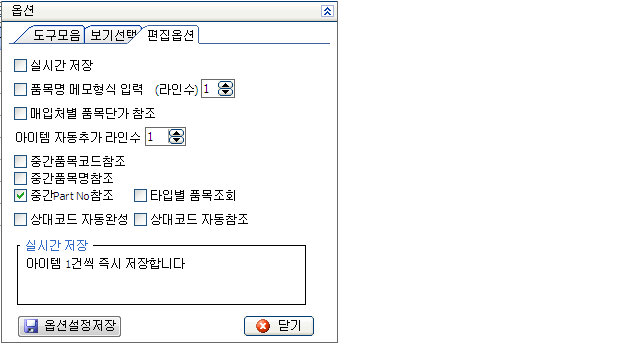 옵션
도구모음 보기선택 편집옵션
실시간 저장
품목명 메모형식 입력 (라인수) 1
매입처별 품목단가 참조
아이템 자동추가 라인수 1
중간품목코드참조
중간품목명참조
중간Part No참조 타입별 품목조회
상대코드 자동완성 상대코드 자동참조
실시간 저장
아이템 1건씩 즉시 저장합니다
옵션설정저장 닫기